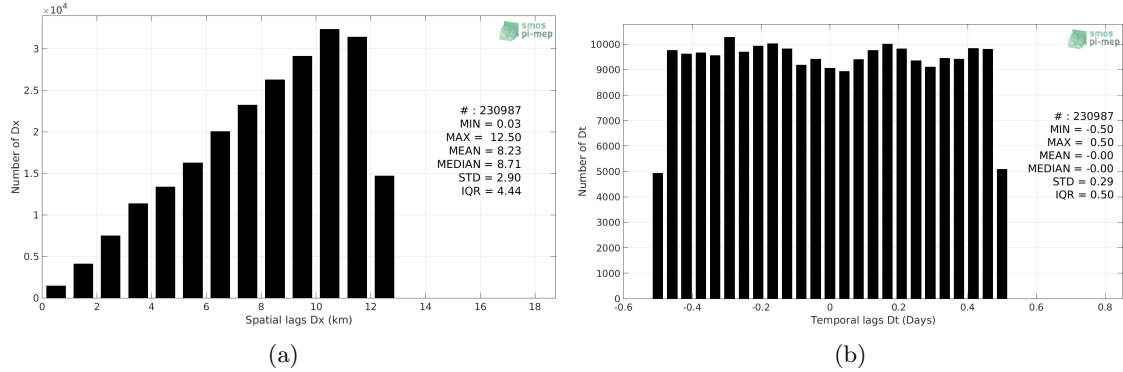 ×10⁴
3
2.5
2
1.5
1
0.5
0
Number of Dx
0 2 4 6 8 10 12 14 16 18
Spatial lags Dx (km)
smos
pi-mep
# : 230987
MIN = 0.03
MAX = 12.50
MEAN = 8.23
MEDIAN = 8.71
STD = 2.90
IQR = 4.44
(a)
10000
9000
8000
7000
6000
5000
4000
3000
2000
1000
0
Number of Dt
-0.6 -0.4 -0.2 0 0.2 0.4 0.6 0.8
Temporal lags Dt (Days)
smos
pi-mep
# : 230987
MIN = -0.50
MAX = 0.50
MEAN = -0.00
MEDIAN = -0.00
STD = 0.29
IQR = 0.50
(b)